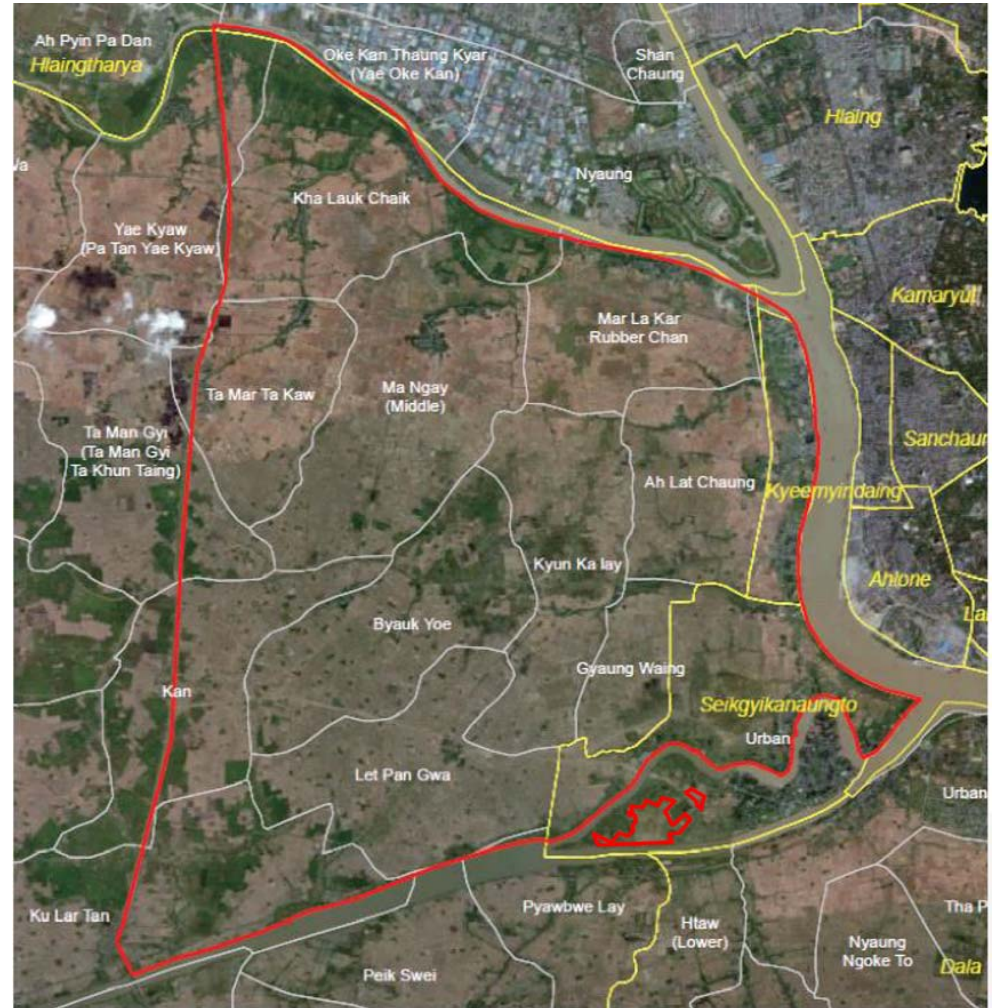 Ah Pyin Pa Dan
Hlaingtharya
Oke Kan Thaung Kyar
(Yae Oke Kan)
Shan
Chaung
Hlaing
Nyaung
Kha Lauk Chaik
Yae Kyaw
(Pa Tan Yae Kyaw)
Kamaryut
Mar La Kar
Rubber Chan
Ta Mar Ta Kaw
Ma Ngay
(Middle)
Ta Man Gyi
(Ta Man Gyi
Ta Khun Taing)
Sanchaun
Ah Lat Chaung
Kyeemyindaing
Kyun Ka lay
Ahlone
La
Byauk Yoe
Gyaung Waing
Kan
Seikgyikanaungto
Urban
Let Pan Gwa
Urban
Ku Lar Tan
Pyawbwe Lay
Htaw
(Lower)
Tha P
Nyaung
Ngoke To
Dala
Peik Swei